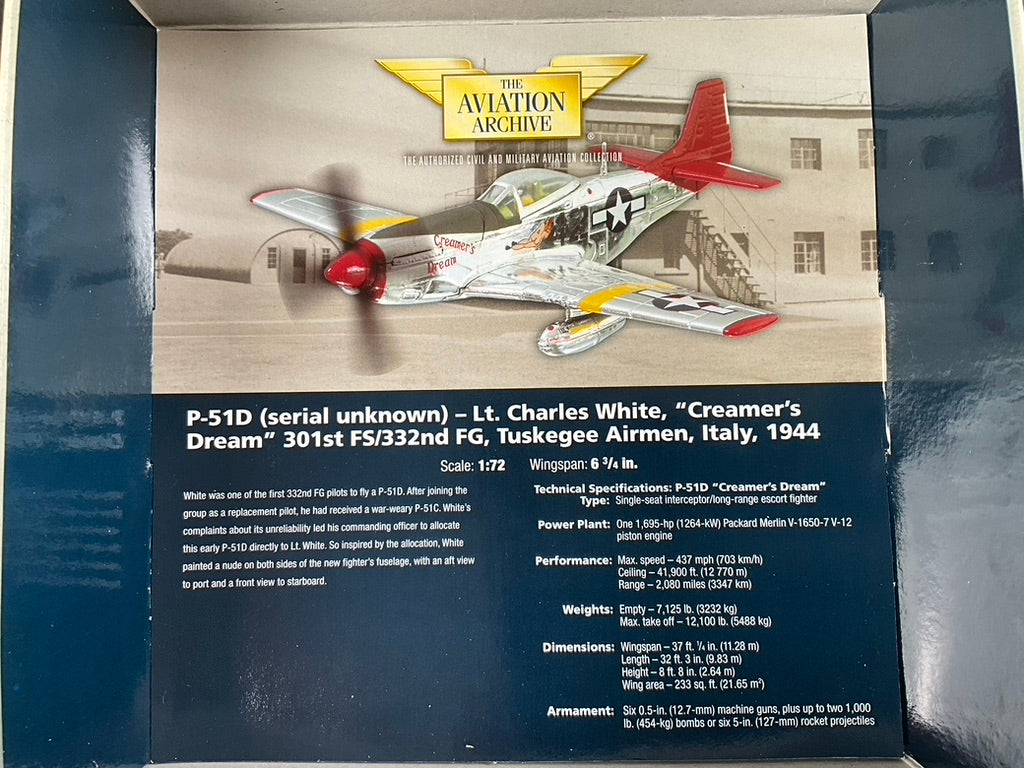 THE
AVIATION
ARCHIVE
®
THE AUTHORIZED CIVIL AND MILITARY AVIATION COLLECTION
Creamer's
Dream
P-51D (serial unknown) – Lt. Charles White, “Creamer’s
Dream” 301st FS/332nd FG, Tuskegee Airmen, Italy, 1944
Scale: 1:72 Wingspan: 6 3/4 in.
White was one of the first 332nd FG pilots to fly a P-51D. After joining the
group as a replacement pilot, he had received a war-weary P-51C. White's
complaints about its unreliability led his commanding officer to allocate
this early P-51D directly to Lt. White. So inspired by the allocation, White
painted a nude on both sides of the new fighter's fuselage, with an aft view
to port and a front view to starboard.
Technical Specifications: P-51D “Creamer’s Dream”
Type: Single-seat interceptor/long-range escort fighter
Power Plant: One 1,695-hp (1264-kW) Packard Merlin V-1650-7 V-12
piston engine
Performance: Max. speed – 437 mph (703 km/h)
Ceiling – 41,900 ft. (12 770 m)
Range – 2,080 miles (3347 km)
Weights: Empty – 7,125 lb. (3232 kg)
Max. take off – 12,100 lb. (5488 kg)
Dimensions: Wingspan – 37 ft. 1/4 in. (11.28 m)
Length – 32 ft. 3 in. (9.83 m)
Height – 8 ft. 8 in. (2.64 m)
Wing area – 233 sq. ft. (21.65 m²)
Armament: Six 0.5-in. (12.7-mm) machine guns, plus up to two 1,000
lb. (454-kg) bombs or six 5-in. (127-mm) rocket projectiles